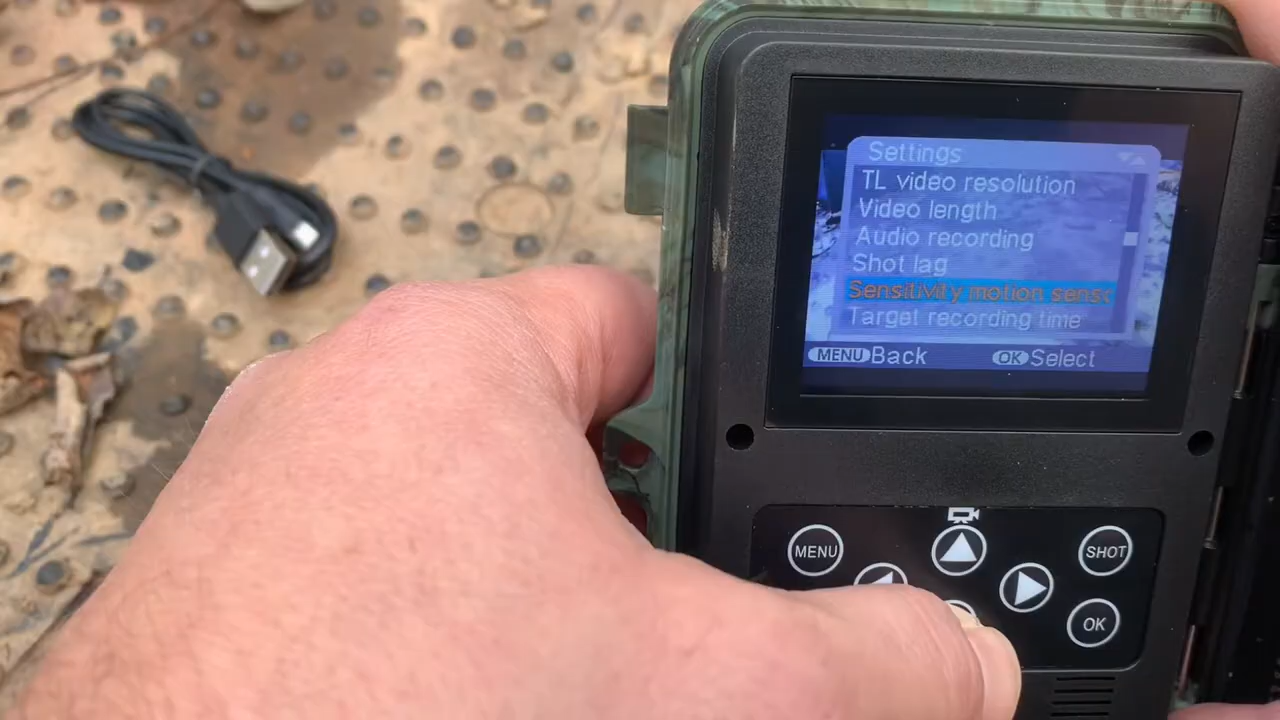 Settings
TL video resolution
Video length
Audio recording
Shot lag
Sensitivity motion senso
Target recording time
MENU Back OK Select
MENU
SHOT
OK